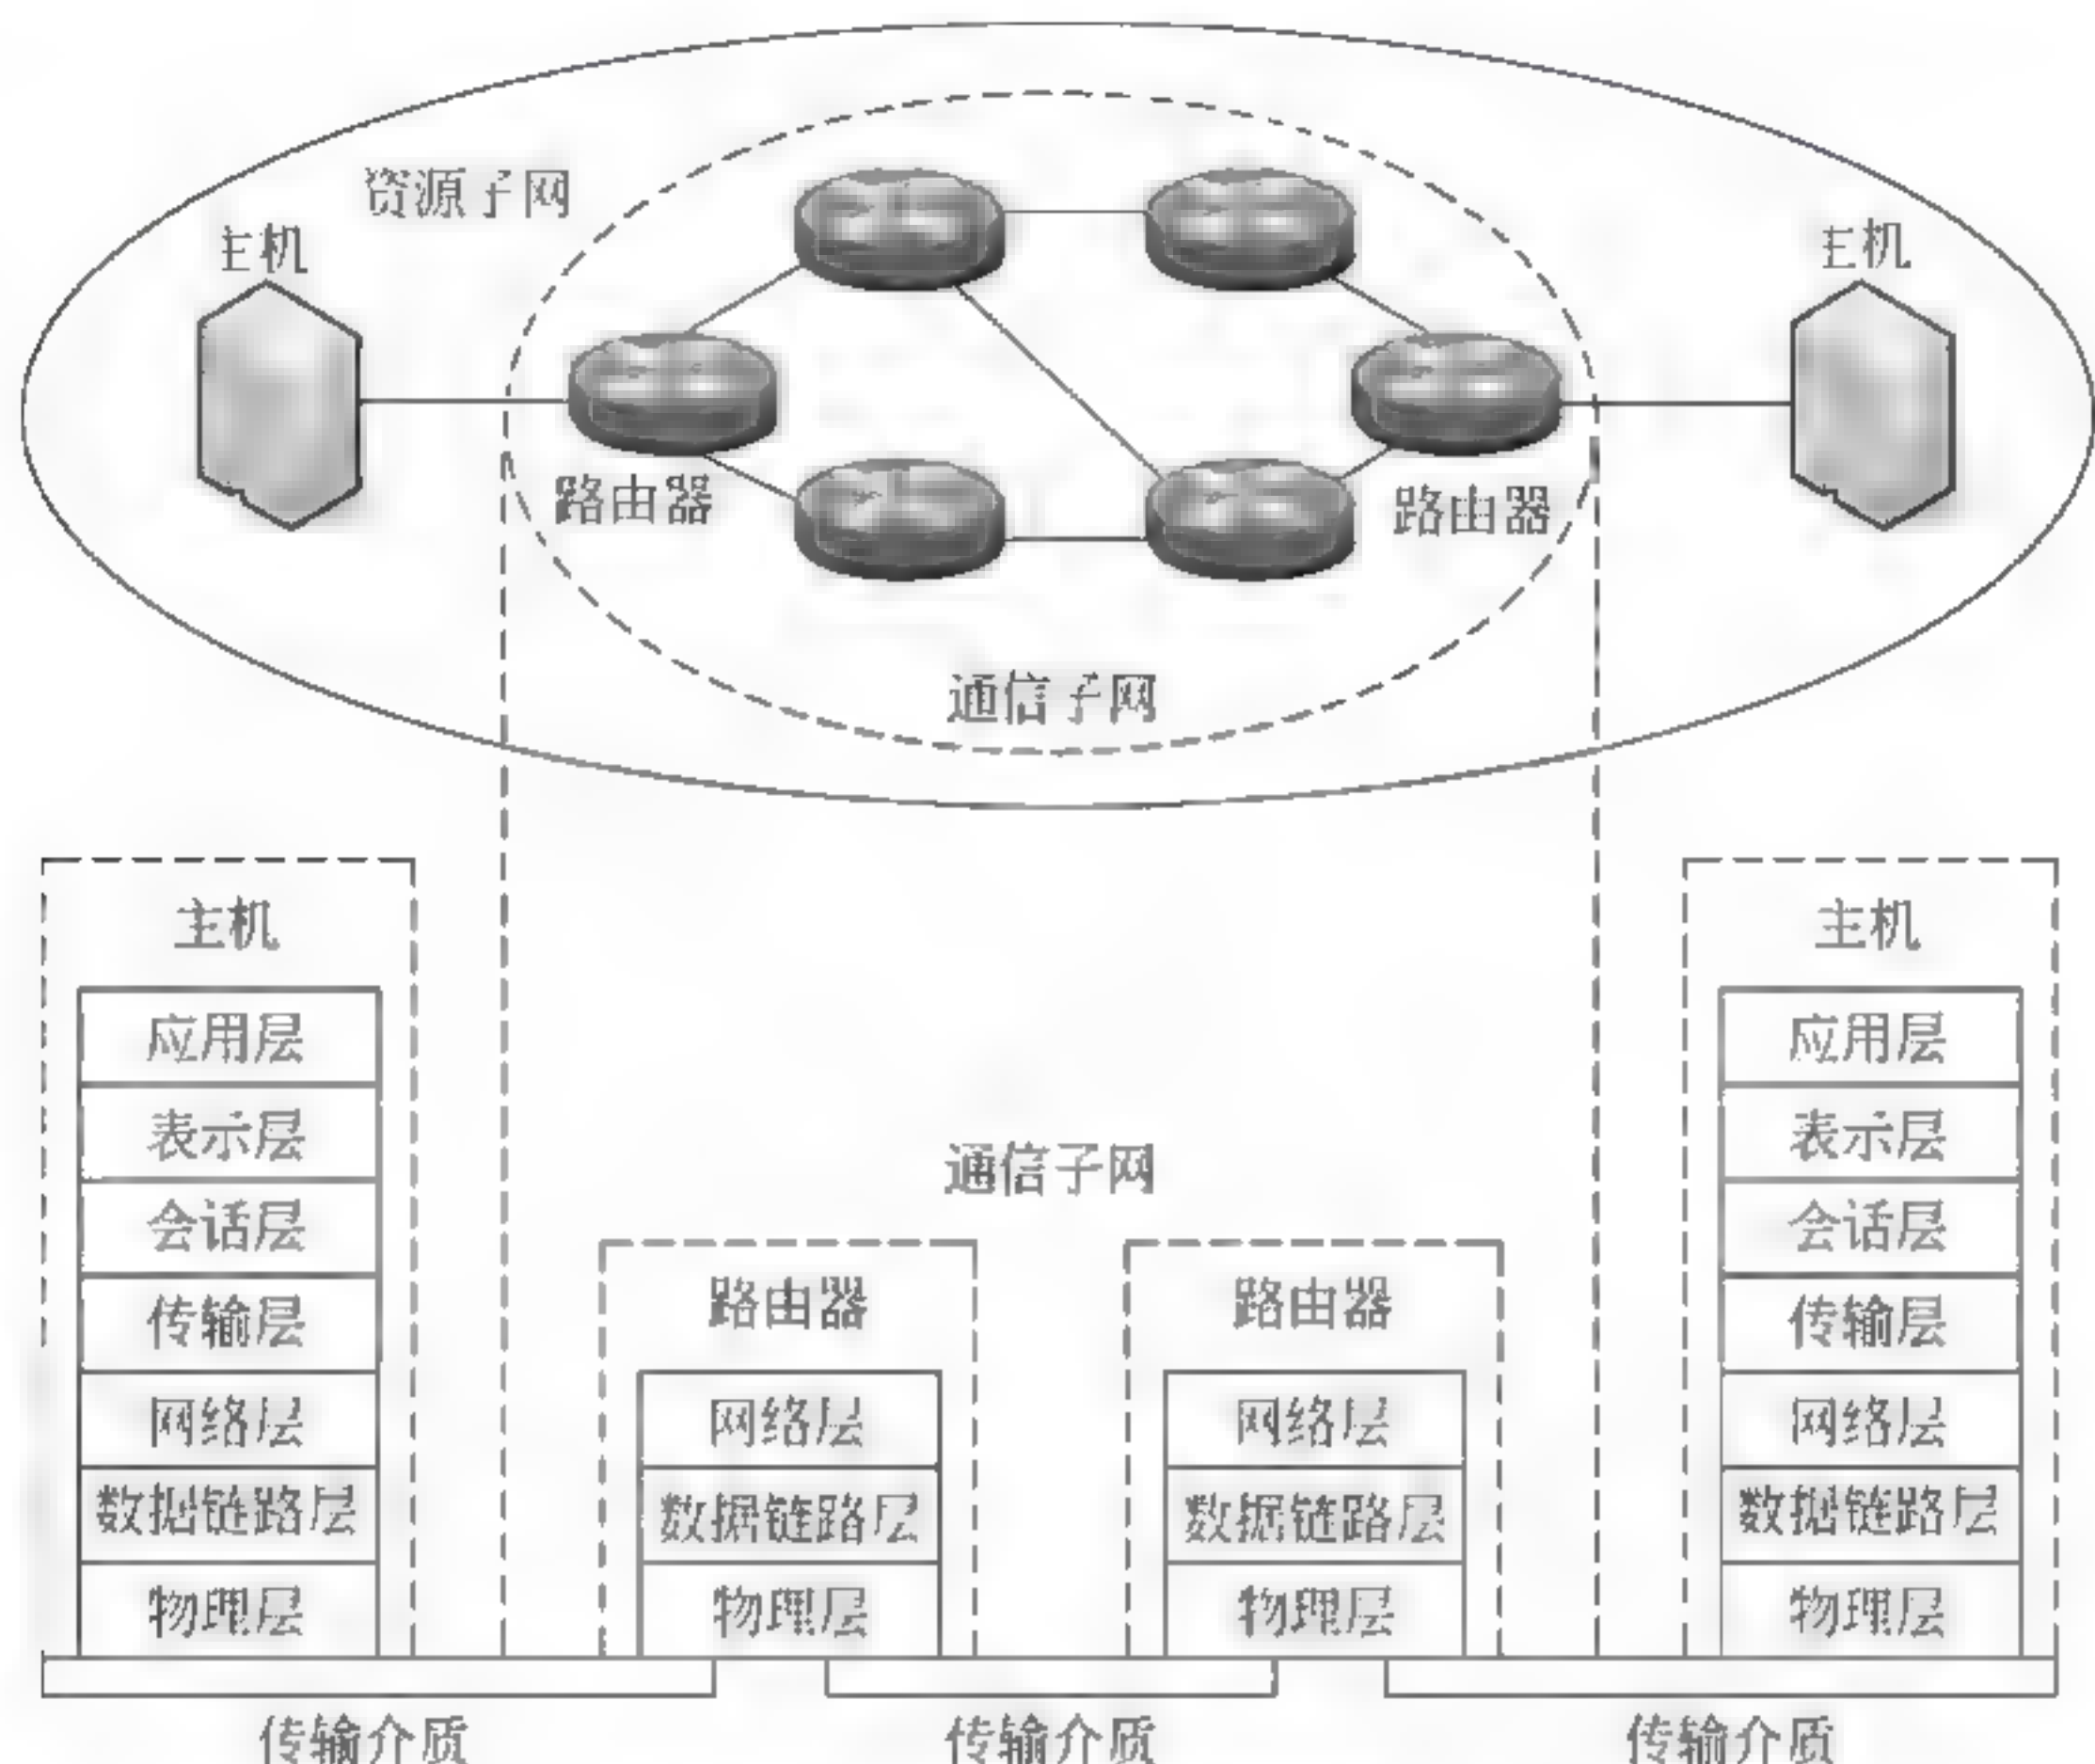 资源子网
主机
主机
路由器
路由器
通信子网
主机
主机
应用层
表示层
会话层
传输层
网络层
数据链路层
物理层
通信子网
路由器
网络层
数据链路层
物理层
路由器
网络层
数据链路层
物理层
应用层
表示层
会话层
传输层
网络层
数据链路层
物理层
传输介质
传输介质
传输介质